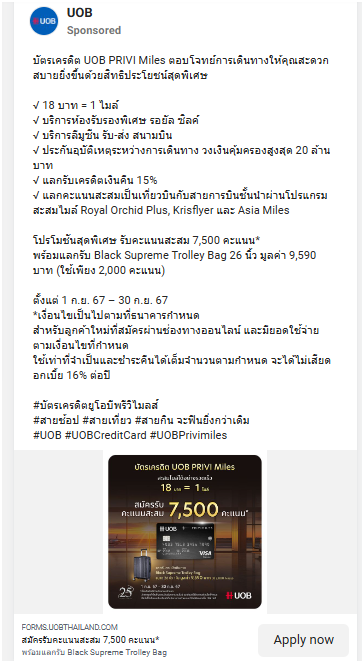 UOB
Sponsored
บัตรเครดิต UOB PRIVI Miles ตอบโจทย์การเดินทางให้คุณสะดวก
สบายยิ่งขึ้นด้วยสิทธิประโยชน์สุดพิเศษ
√ 18 บาท = 1 ไมล์
√ บริการห้องรับรองพิเศษ รอยัล ซิลค์
√ บริการลิมูซีน รับ-ส่ง สนามบิน
√ ประกันอุบัติเหตุระหว่างการเดินทาง วงเงินคุ้มครองสูงสุด 20 ล้าน
บาท
√ แลกรับเครดิตเงินคืน 15%
√ แลกคะแนนสะสมเป็นเที่ยวบินกับสายการบินชั้นนำผ่านโปรแกรม
สะสมไมล์ Royal Orchid Plus, Krisflyer และ Asia Miles
โปรโมชันสุดพิเศษ รับคะแนนสะสม 7,500 คะแนน*
พร้อมแลกรับ Black Supreme Trolley Bag 26 นิ้ว มูลค่า 9,590
บาท (ใช้เพียง 2,000 คะแนน)
ตั้งแต่ 1 ก.ย. 67 – 30 ก.ย. 67
*เงื่อนไขเป็นไปตามที่ธนาคารกำหนด
สำหรับลูกค้าใหม่ที่สมัครผ่านช่องทางออนไลน์ และมียอดใช้จ่าย
ตามเงื่อนไขที่กำหนด
ใช้เท่าที่จำเป็นและชำระคืนได้เต็มจำนวนตามกำหนด จะได้ไม่เสียด
อกเบี้ย 16% ต่อปี
#บัตรเครดิตยูโอบีพรีวิไมลส์
#สายช้อป #สายเที่ยว #สายกิน จะฟินยิ่งกว่าเดิม
#UOB #UOBCreditCard #UOBPrivimiles
บัตรเครดิต UOB PRIVI Miles
สะสมไมล์ได้อย่างรวดเร็ว
18 บาท = 1 ไมล์
สมัครรับ
คะแนนสะสม 7,500 คะแนน*
UOB
VISA
Black Supreme Trolley Bag
25
UOB
FORMS.UOBTHAILAND.COM
สมัครรับคะแนนสะสม 7,500 คะแนน*
พร้อมแลกรับ Black Supreme Trolley Bag
Apply now